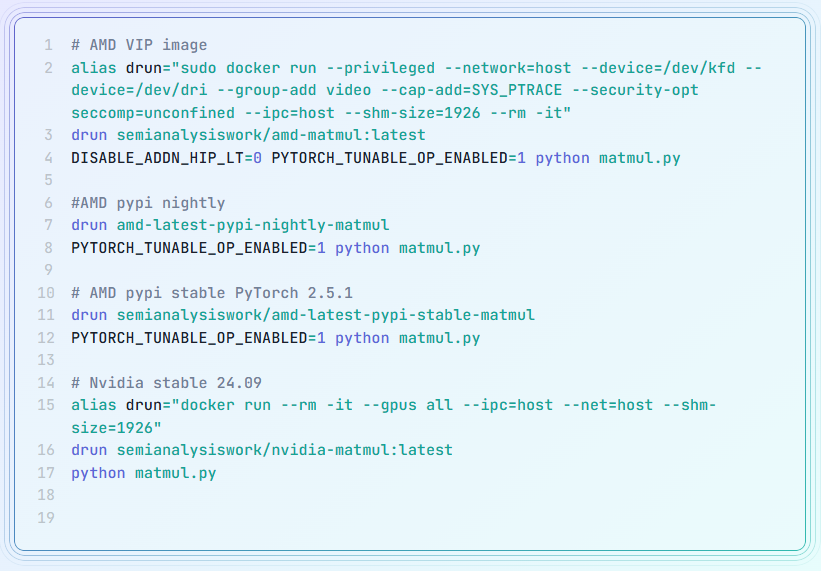 1 # AMD VIP image
2 alias drun="sudo docker run --privileged --network=host --device=/dev/kfd --
device=/dev/dri --group-add video --cap-add=SYS_PTRACE --security-opt
seccomp=unconfined --ipc=host --shm-size=1926 --rm -it"
3 drun semianalysiswork/amd-matmul:latest
4 DISABLE_ADDN_HIP_LT=0 PYTORCH_TUNABLE_OP_ENABLED=1 python matmul.py
5
6 #AMD pypi nightly
7 drun amd-latest-pypi-nightly-matmul
8 PYTORCH_TUNABLE_OP_ENABLED=1 python matmul.py
9
10 # AMD pypi stable PyTorch 2.5.1
11 drun semianalysiswork/amd-latest-pypi-stable-matmul
12 PYTORCH_TUNABLE_OP_ENABLED=1 python matmul.py
13
14 # Nvidia stable 24.09
15 alias drun="docker run --rm -it --gpus all --ipc=host --net=host --shm-
size=1926"
16 drun semianalysiswork/nvidia-matmul:latest
17 python matmul.py
18
19